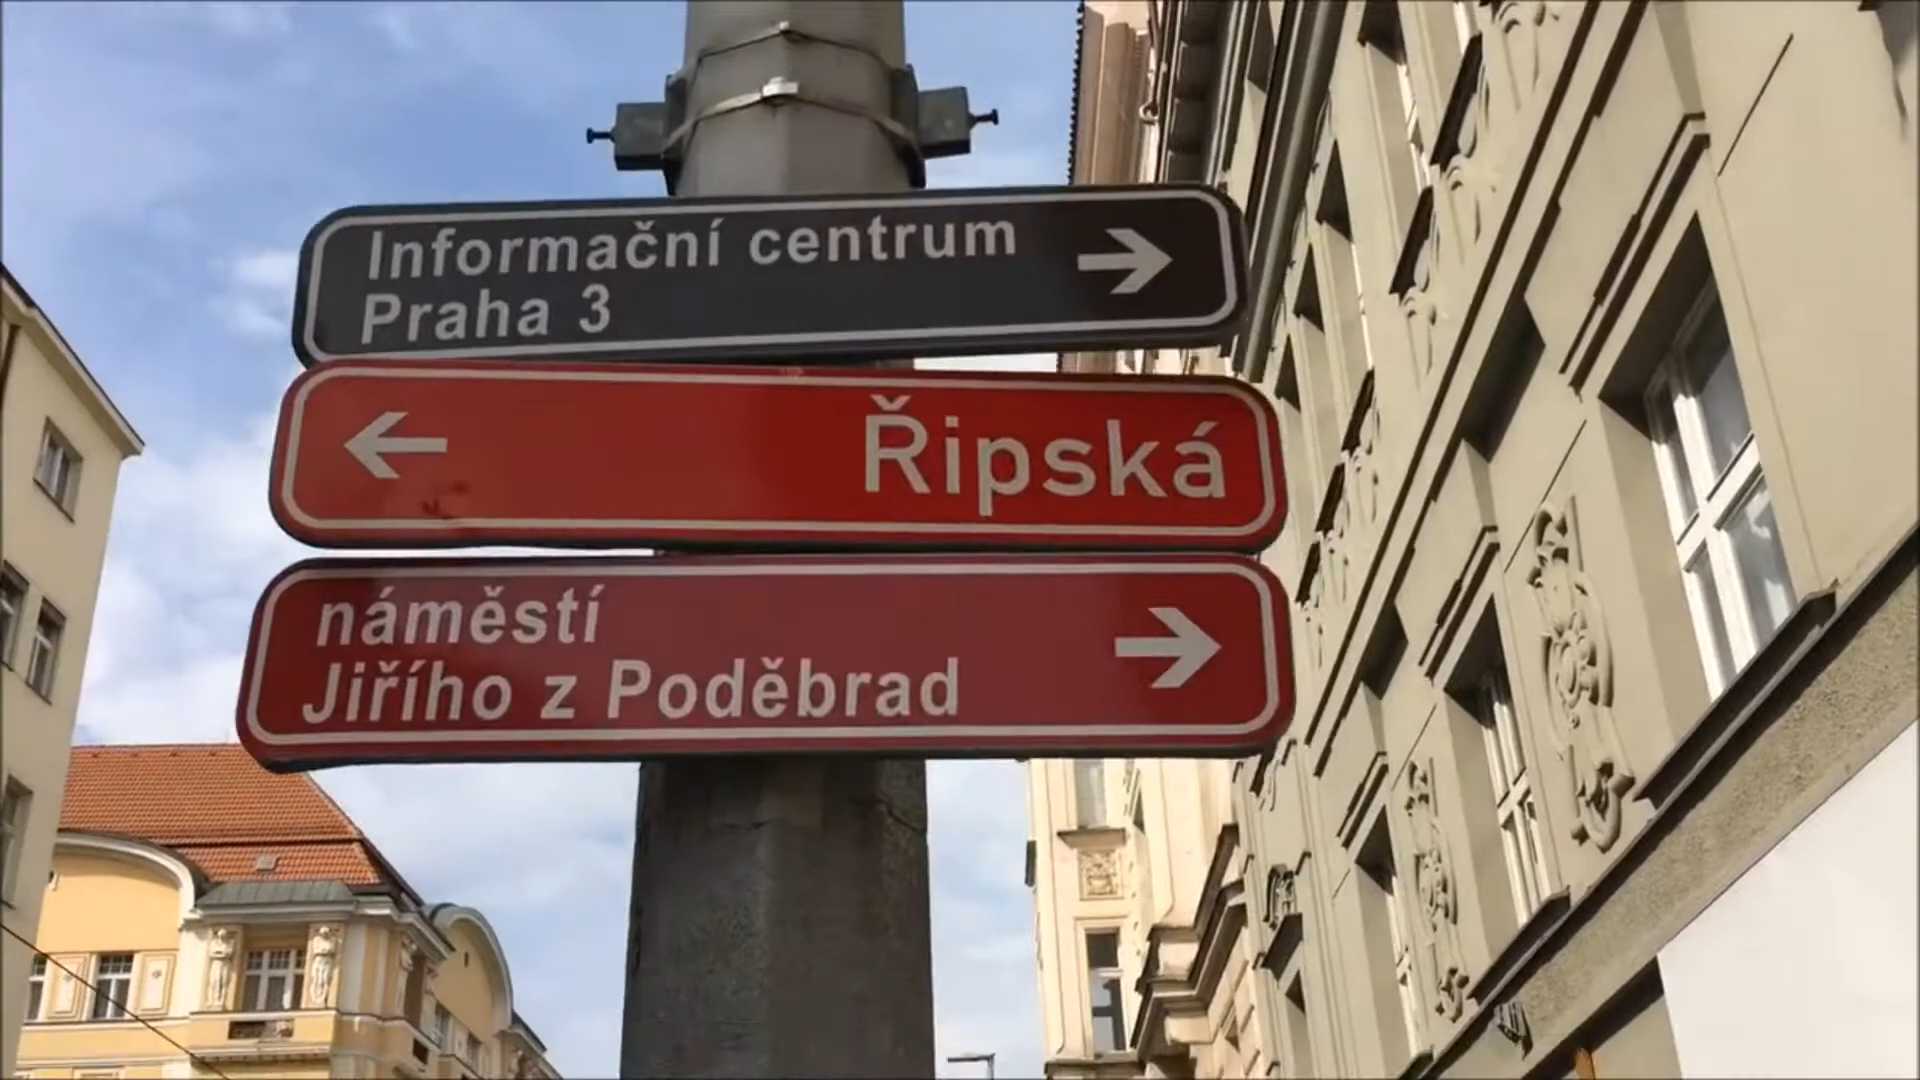 Informační centrum
Praha 3
Řipská
náměstí
Jiřího z Poděbrad